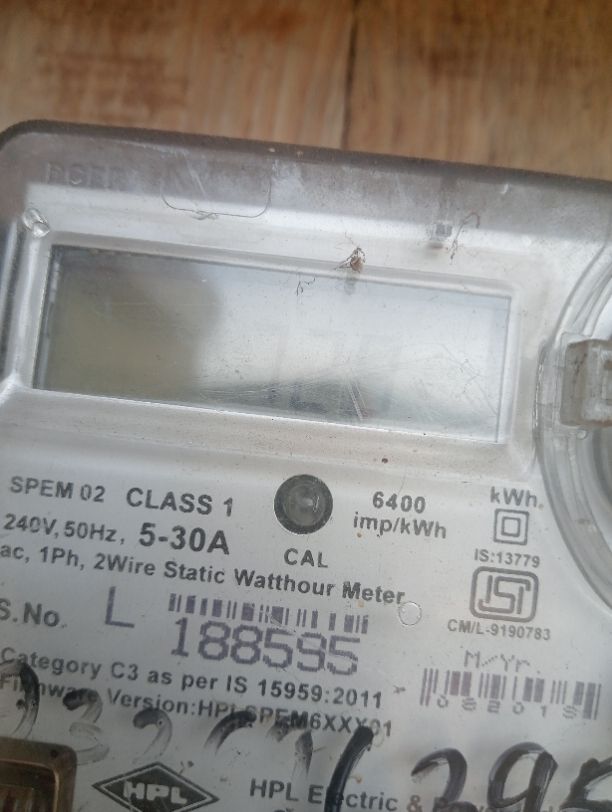 SPEM 02 CLASS 1
6400
imp/kWh
kWh.
240V, 50Hz, 5-30A
CAL
IS:13779
ac, 1Ph, 2Wire Static Watthour Meter
ISI
CM/L-9190783
S.No. L 188595
M-Yr.
Category C3 as per IS 15959:2011
Firmware Version:HPLSPEM6XXX01
HPL
HPL Electric &